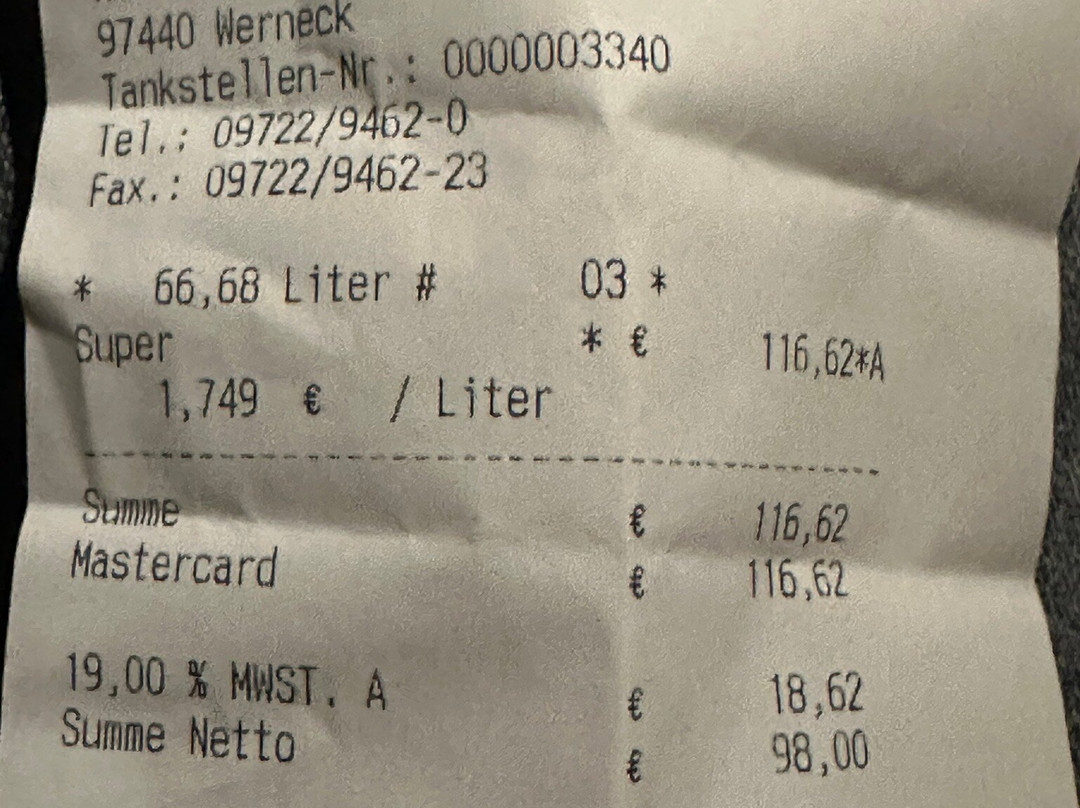 97440 Werneck
Tankstellen-Nr.: 0000003340
Tel.: 09722/9462-0
Fax.: 09722/9462-23
* 66,68 Liter # 03 *
Super * € 116,62*A
1,749 € / Liter
--------------------------------
Summe € 116,62
Mastercard € 116,62
19,00 % MWST. A € 18,62
Summe Netto € 98,00